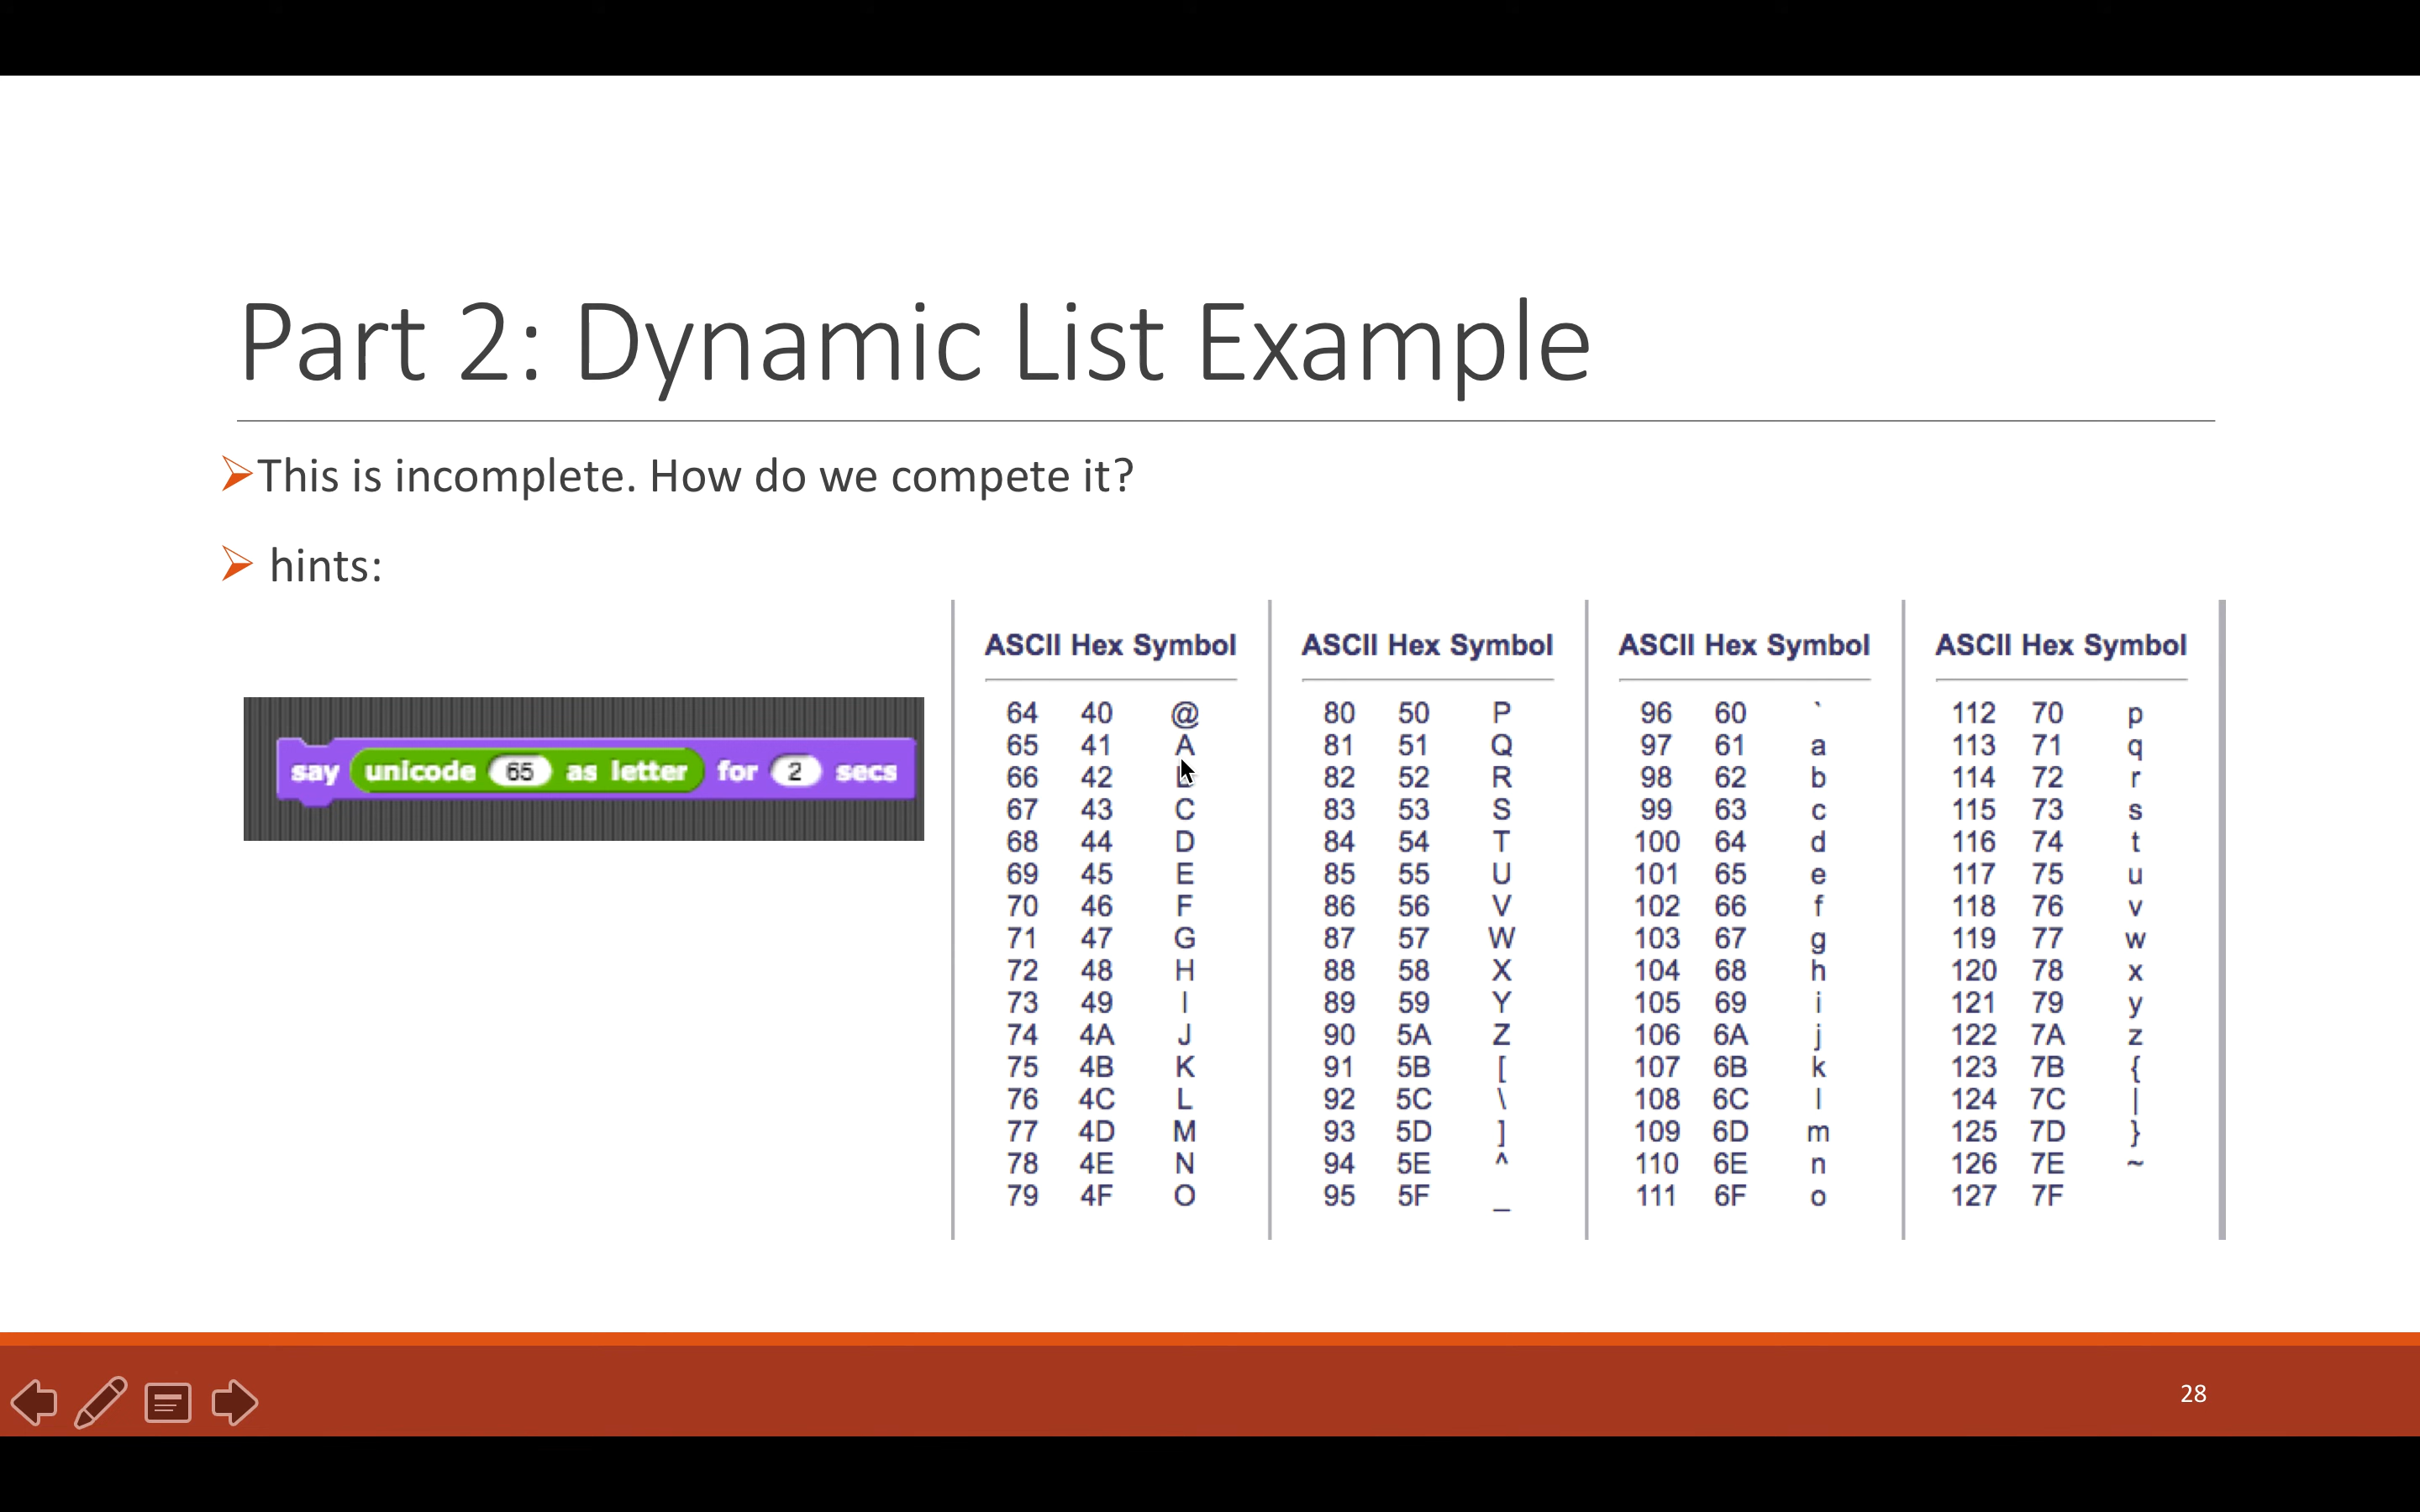 Part 2: Dynamic List Example
This is incomplete. How do we compete it?
hints:
say unicode 65 as letter for 2 secs
ASCII Hex Symbol ASCII Hex Symbol ASCII Hex Symbol ASCII Hex Symbol
64 40 @ 80 50 P 96 60 ` 112 70 p
65 41 A 81 51 Q 97 61 a 113 71 q
66 42 82 52 R 98 62 b 114 72 r
67 43 C 83 53 S 99 63 c 115 73 s
68 44 D 84 54 T 100 64 d 116 74 t
69 45 E 85 55 U 101 65 e 117 75 u
70 46 F 86 56 V 102 66 f 118 76 v
71 47 G 87 57 W 103 67 g 119 77 w
72 48 H 88 58 X 104 68 h 120 78 x
73 49 I 89 59 Y 105 69 i 121 79 y
74 4A J 90 5A Z 106 6A j 122 7A z
75 4B K 91 5B [ 107 6B k 123 7B {
76 4C L 92 5C \ 108 6C l 124 7C |
77 4D M 93 5D ] 109 6D m 125 7D }
78 4E N 94 5E ^ 110 6E n 126 7E ~
79 4F O 95 5F _ 111 6F o 127 7F
28